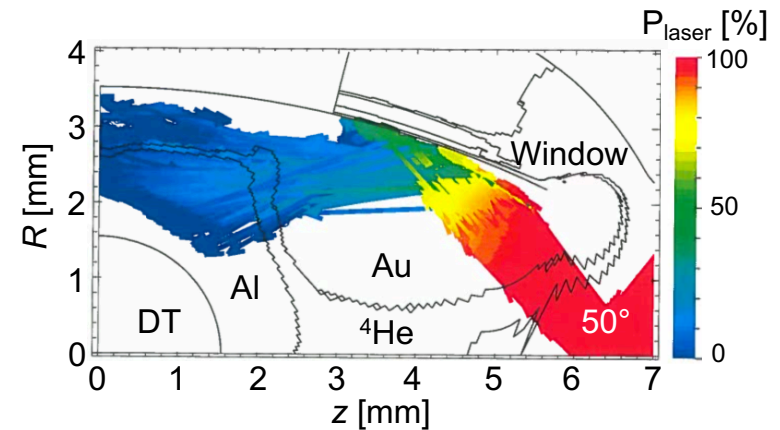 P_laser [%]
4
3
2
1
0
R [mm]
100
50
0
Window
Au
Al
DT
⁴He
50°
0 1 2 3 4 5 6 7
z [mm]